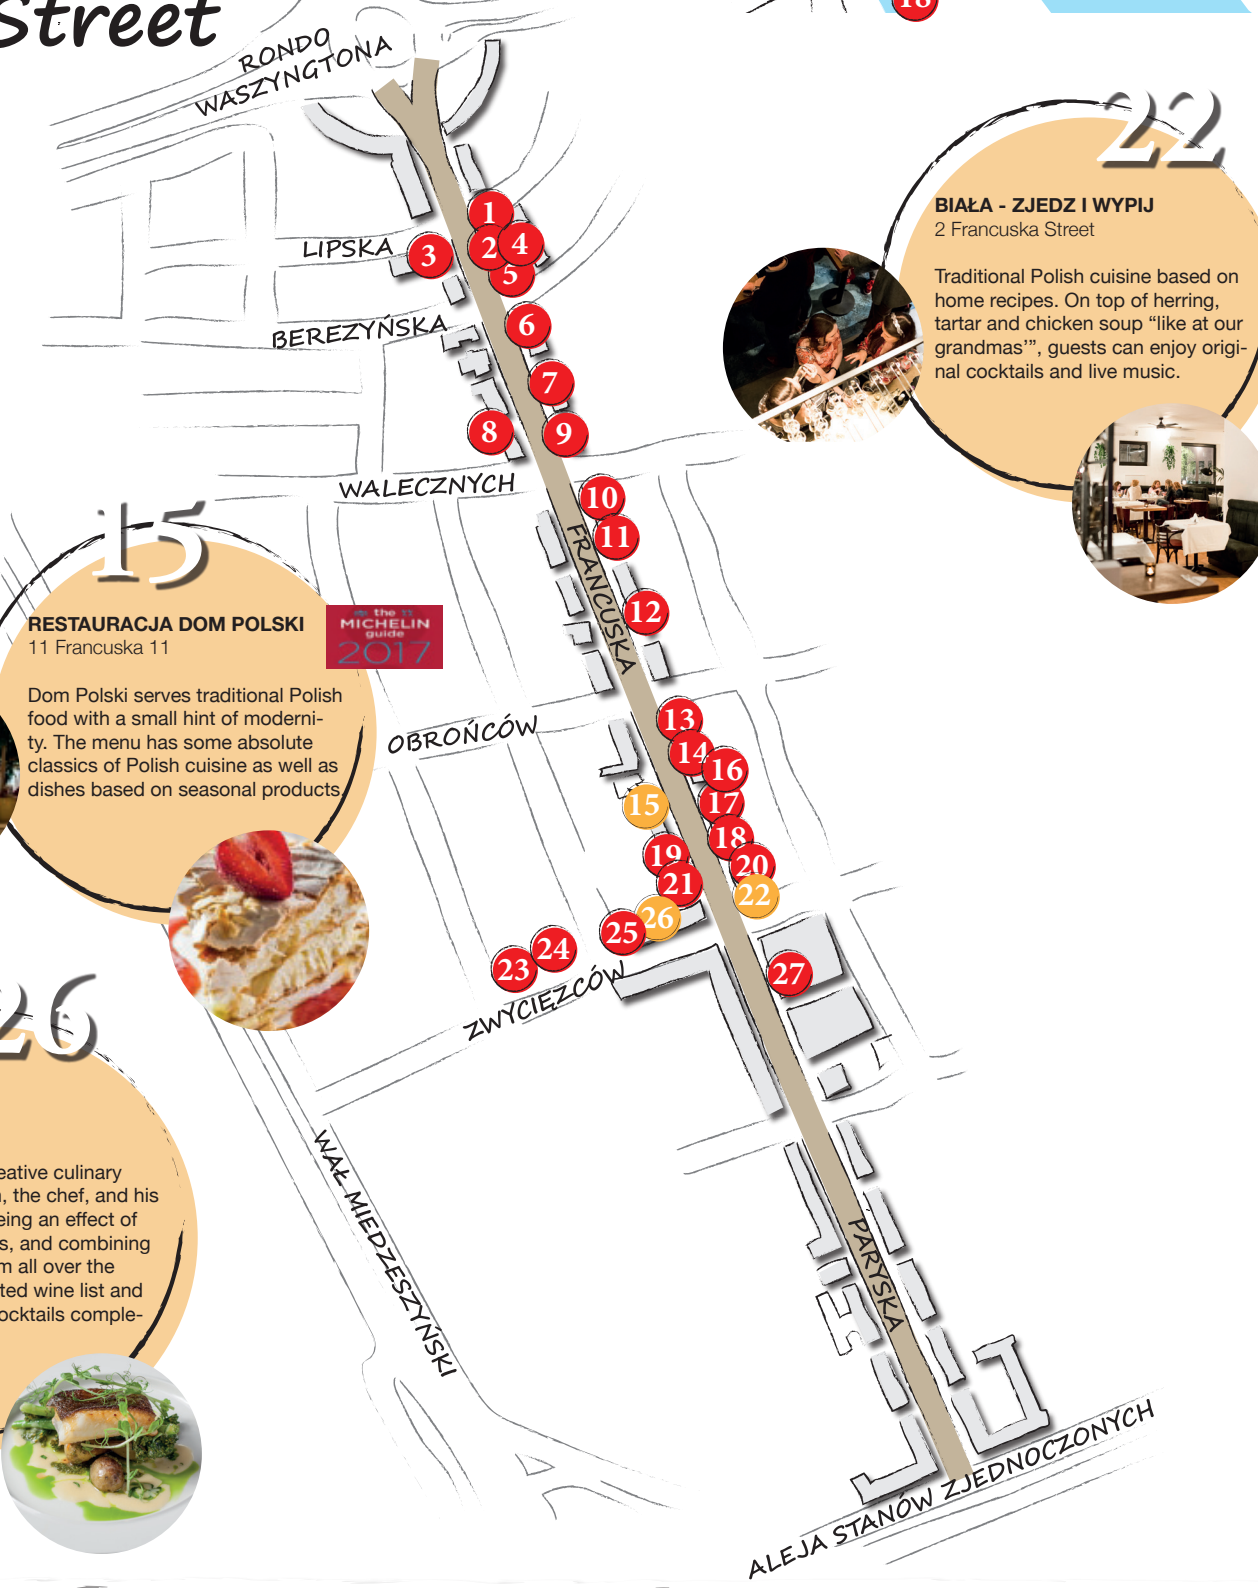 Street
18
RONDO
WASZYNGTONA
22
BIAŁA - ZJEDZ I WYPIJ
2 Francuska Street
Traditional Polish cuisine based on
home recipes. On top of herring,
tartar and chicken soup “like at our
grandmas’”, guests can enjoy origi-
nal cocktails and live music.
1
2
4
LIPSKA
3
5
BEREZYŃSKA
6
7
8
9
WALECZNYCH
10
11
FRANCUSKA
12
15
RESTAURACJA DOM POLSKI
11 Francuska 11
the
MICHELIN
guide
2017
Dom Polski serves traditional Polish
food with a small hint of moderni-
ty. The menu has some absolute
classics of Polish cuisine as well as
dishes based on seasonal products.
OBROŃCÓW
13
14
16
15
17
18
19
20
21
22
26
25
24
23
27
ZWYCIĘZCÓW
26
eative culinary
, the chef, and his
eing an effect of
s, and combining
m all over the
ted wine list and
ocktails comple-
WAŁ MIEDZESZYŃSKI
PARYSKA
ALEJA STANÓW ZJEDNOCZONYCH